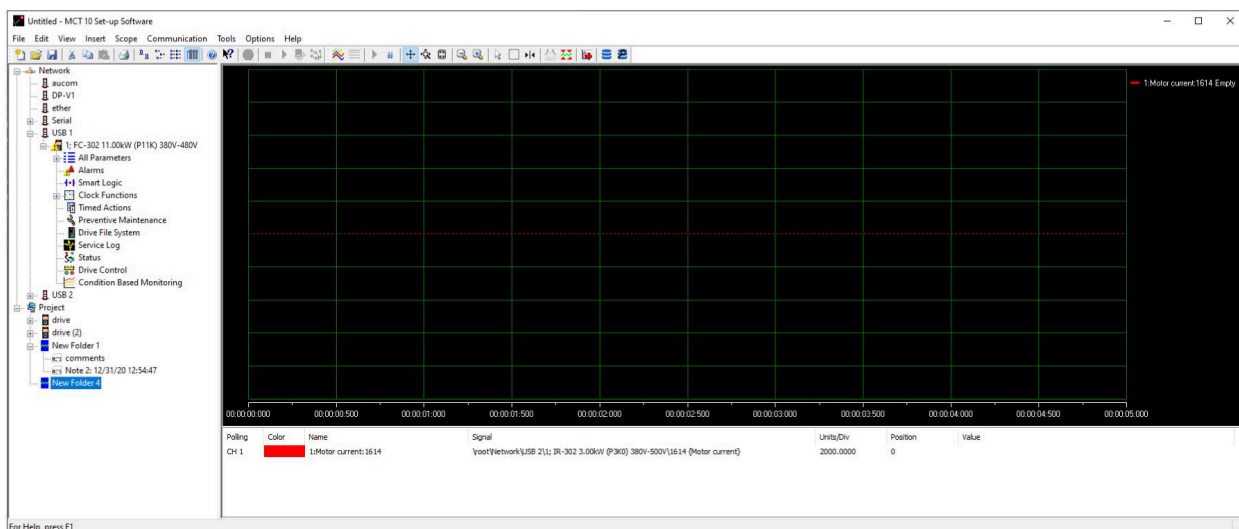 Untitled - MCT 10 Set-up Software
File Edit View Insert Scope Communication Tools Options Help
Network
aucom
DP-V1
ether
Serial
USB 1
1; FC-302 11.00kW (P11K) 380V-480V
All Parameters
Alarms
Smart Logic
Clock Functions
Timed Actions
Preventive Maintenance
Drive File System
Service Log
Status
Drive Control
Condition Based Monitoring
USB 2
Project
drive
drive (2)
New Folder 1
comments
Note 2: 12/31/20 12:54:47
New Folder 4
1:Motor current:1614 Empty
00:00:00:000 00:00:00:500 00:00:01:000 00:00:01:500 00:00:02:000 00:00:02:500 00:00:03:000 00:00:03:500 00:00:04:000 00:00:04:500 00:00:05:000
Polling Color Name Signal Units/Div Position Value
CH 1 1:Motor current:1614 \root\Network\USB 2\1; IR-302 3.00kW (P3K0) 380V-500V\1614 {Motor current} 2000.0000 0
For Help, press F1